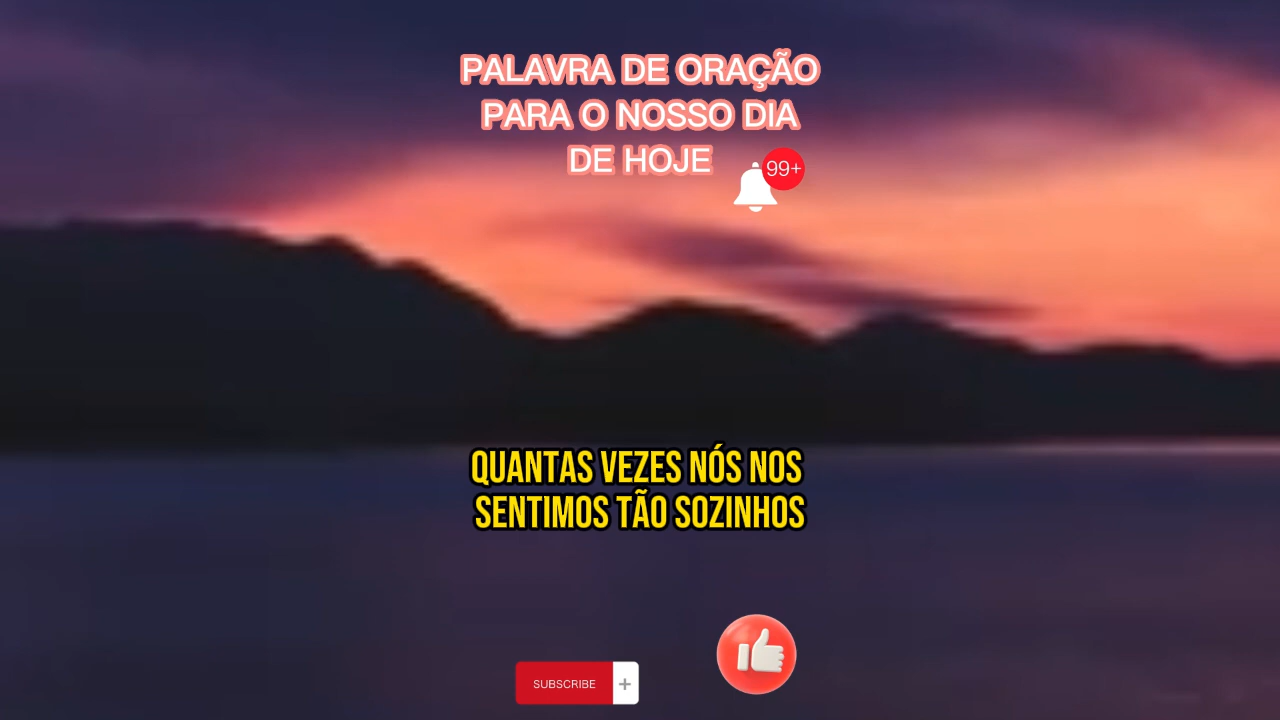 PALAVRA DE ORAÇÃO
PARA O NOSSO DIA
DE HOJE
99+
QUANTAS VEZES NÓS NOS
SENTIMOS TÃO SOZINHOS
SUBSCRIBE +